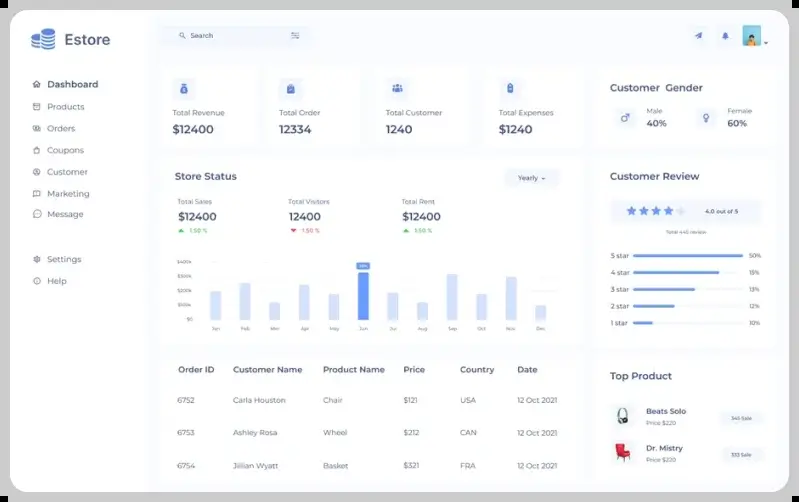 Estore
Search
Dashboard
Products
Orders
Coupons
Customer
Marketing
Message
Settings
Help
Total Revenue
$12400
Total Order
12334
Total Customer
1240
Total Expenses
$1240
Customer Gender
Male
40%
Female
60%
Store Status
Yearly
Total Sales
$12400
1.50 %
Total Visitors
12400
1.50 %
Total Rent
$12400
1.50 %
$400k
$300k
$200k
$100k
$0
Jan Feb Mar Apr May Jun Jul Aug Sep Oct Nov Dec
Customer Review
4.0 out of 5
Total 440 review
5 star 50%
4 star 15%
3 star 13%
2 star 12%
1 star 10%
Order ID Customer Name Product Name Price Country Date
6752 Carla Houston Chair $121 USA 12 Oct 2021
6753 Ashley Rosa Wheel $212 CAN 12 Oct 2021
6754 Jillian Wyatt Basket $321 FRA 12 Oct 2021
Top Product
Beats Solo
Price $220
545 Sale
Dr. Mistry
Price $220
533 Sale